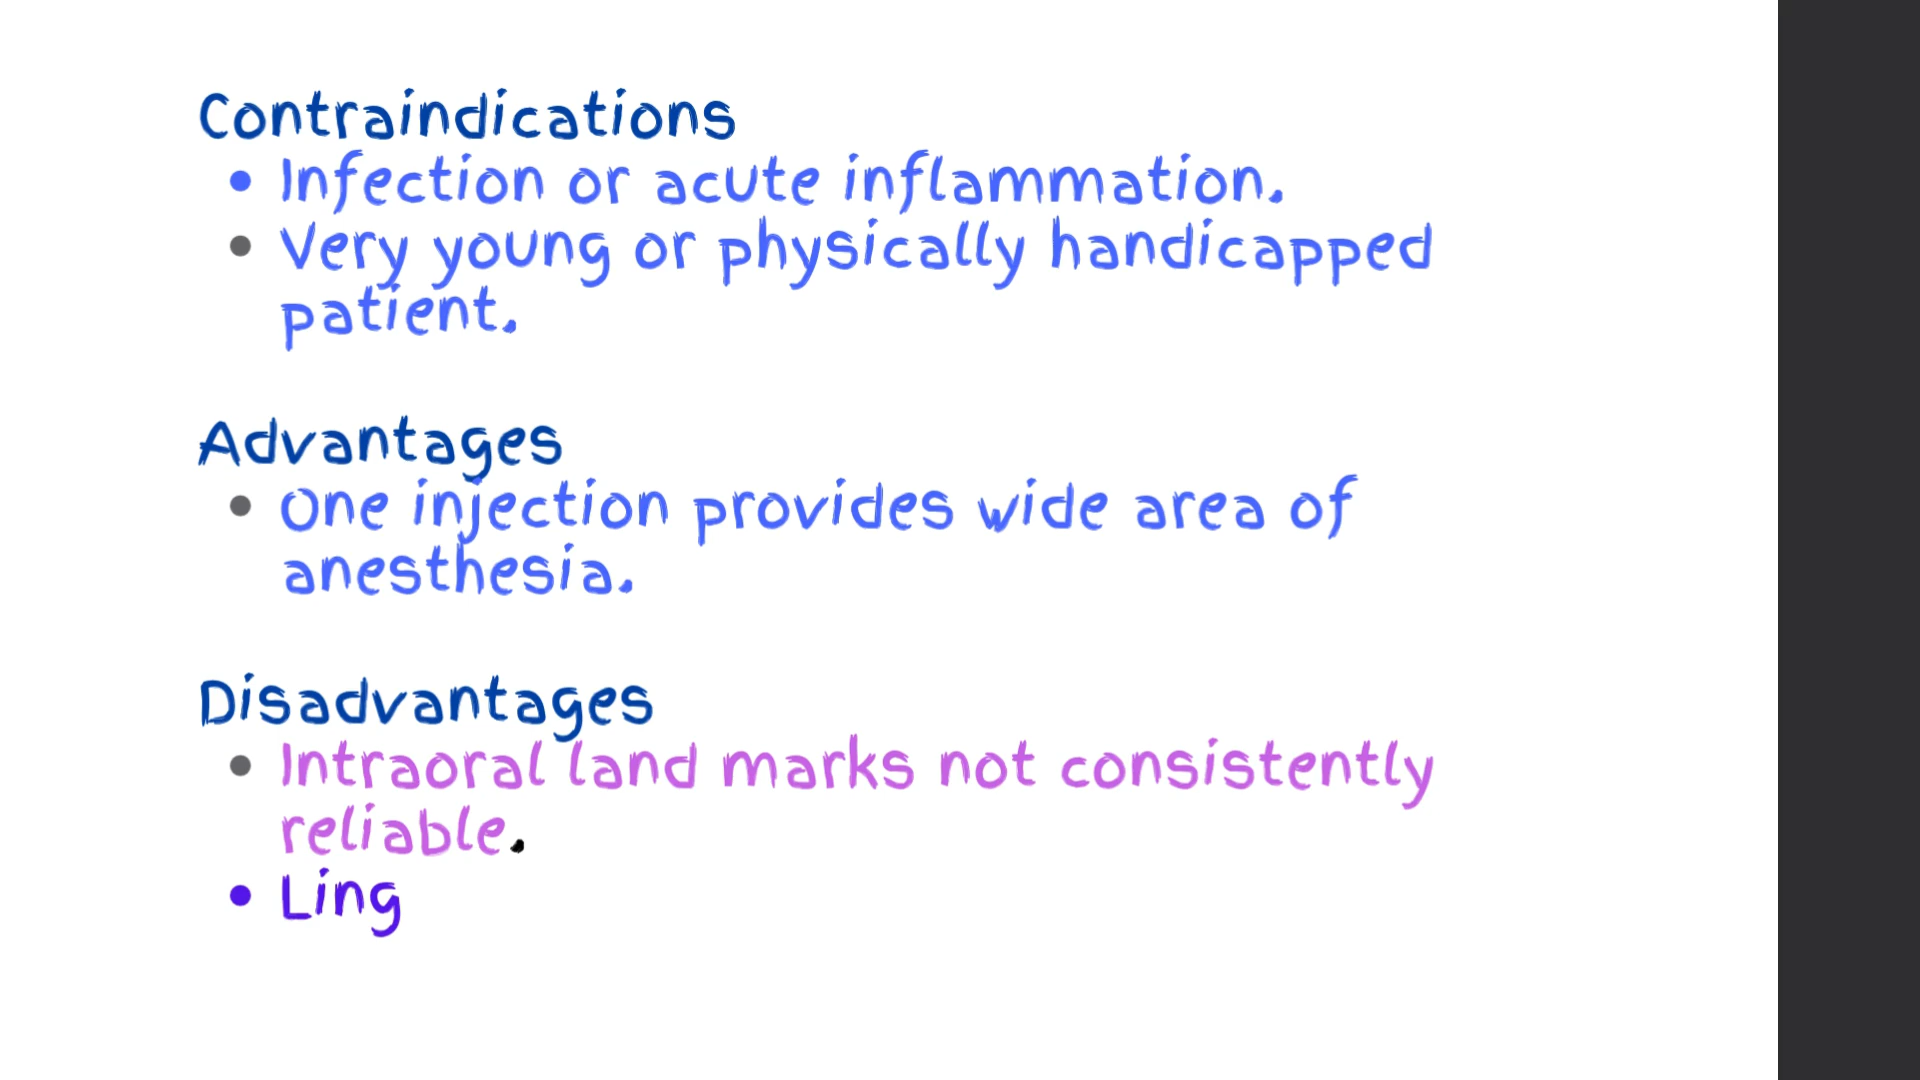 Contraindications
• Infection or acute inflammation.
• Very young or physically handicapped
patient.
Advantages
• One injection provides wide area of
anesthesia.
Disadvantages
• Intraoral land marks not consistently
reliable.
• Ling